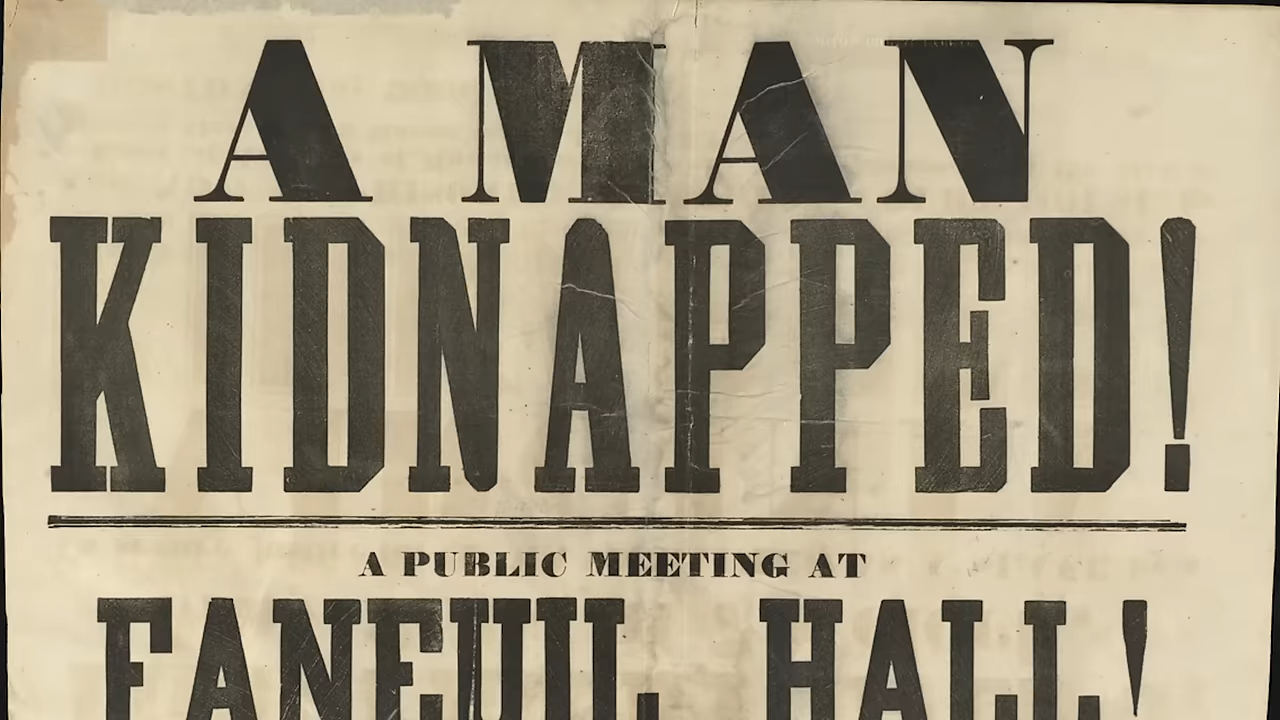 A MAN
KIDNAPPED!
A PUBLIC MEETING AT
FANEUIL HALL!